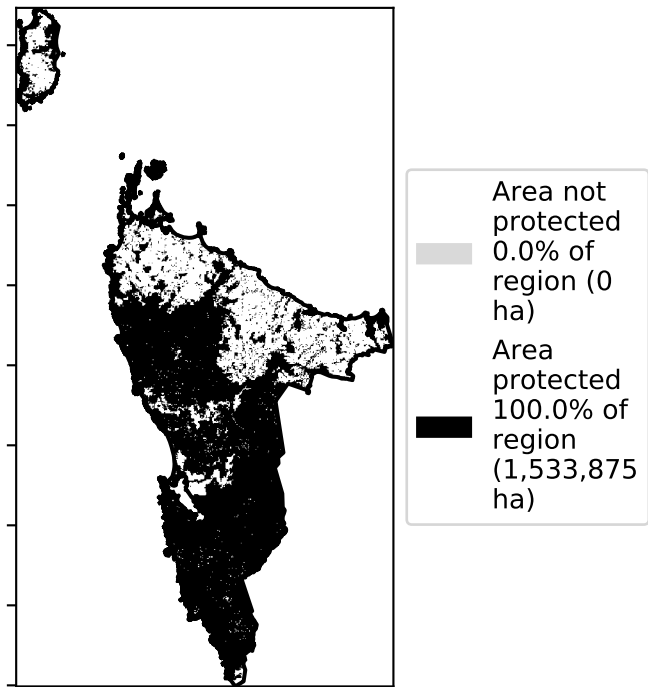 Area not
protected
0.0% of
region (0
ha)
Area
protected
100.0% of
region
(1,533,875
ha)